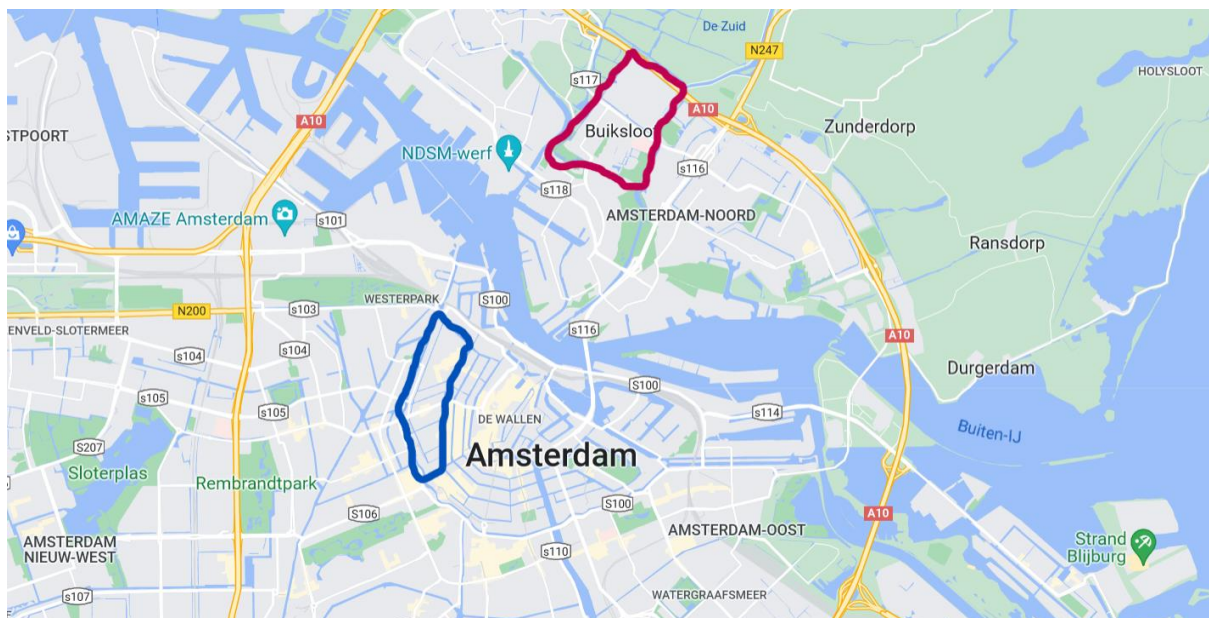 De Zuid
N247
HOLYSLOOT
s117
STPOORT
A10
A10
Buiksloot
Zunderdorp
NDSM-werf
s116
s118
AMAZE Amsterdam
s101
AMSTERDAM-NOORD
Ransdorp
WESTERPARK
S100
N200
s103
ENVELD-SLOTERMEER
s116
A10
s104
s104
Durgerdam
S100
s105
s105
s114
DE WALLEN
Buiten-IJ
S207
Amsterdam
Sloterplas
Rembrandtpark
S100
S106
A10
AMSTERDAM-OOST
AMSTERDAM
NIEUW-WEST
s110
Strand
Blijburg
s107
WATERGRAAFSMEER